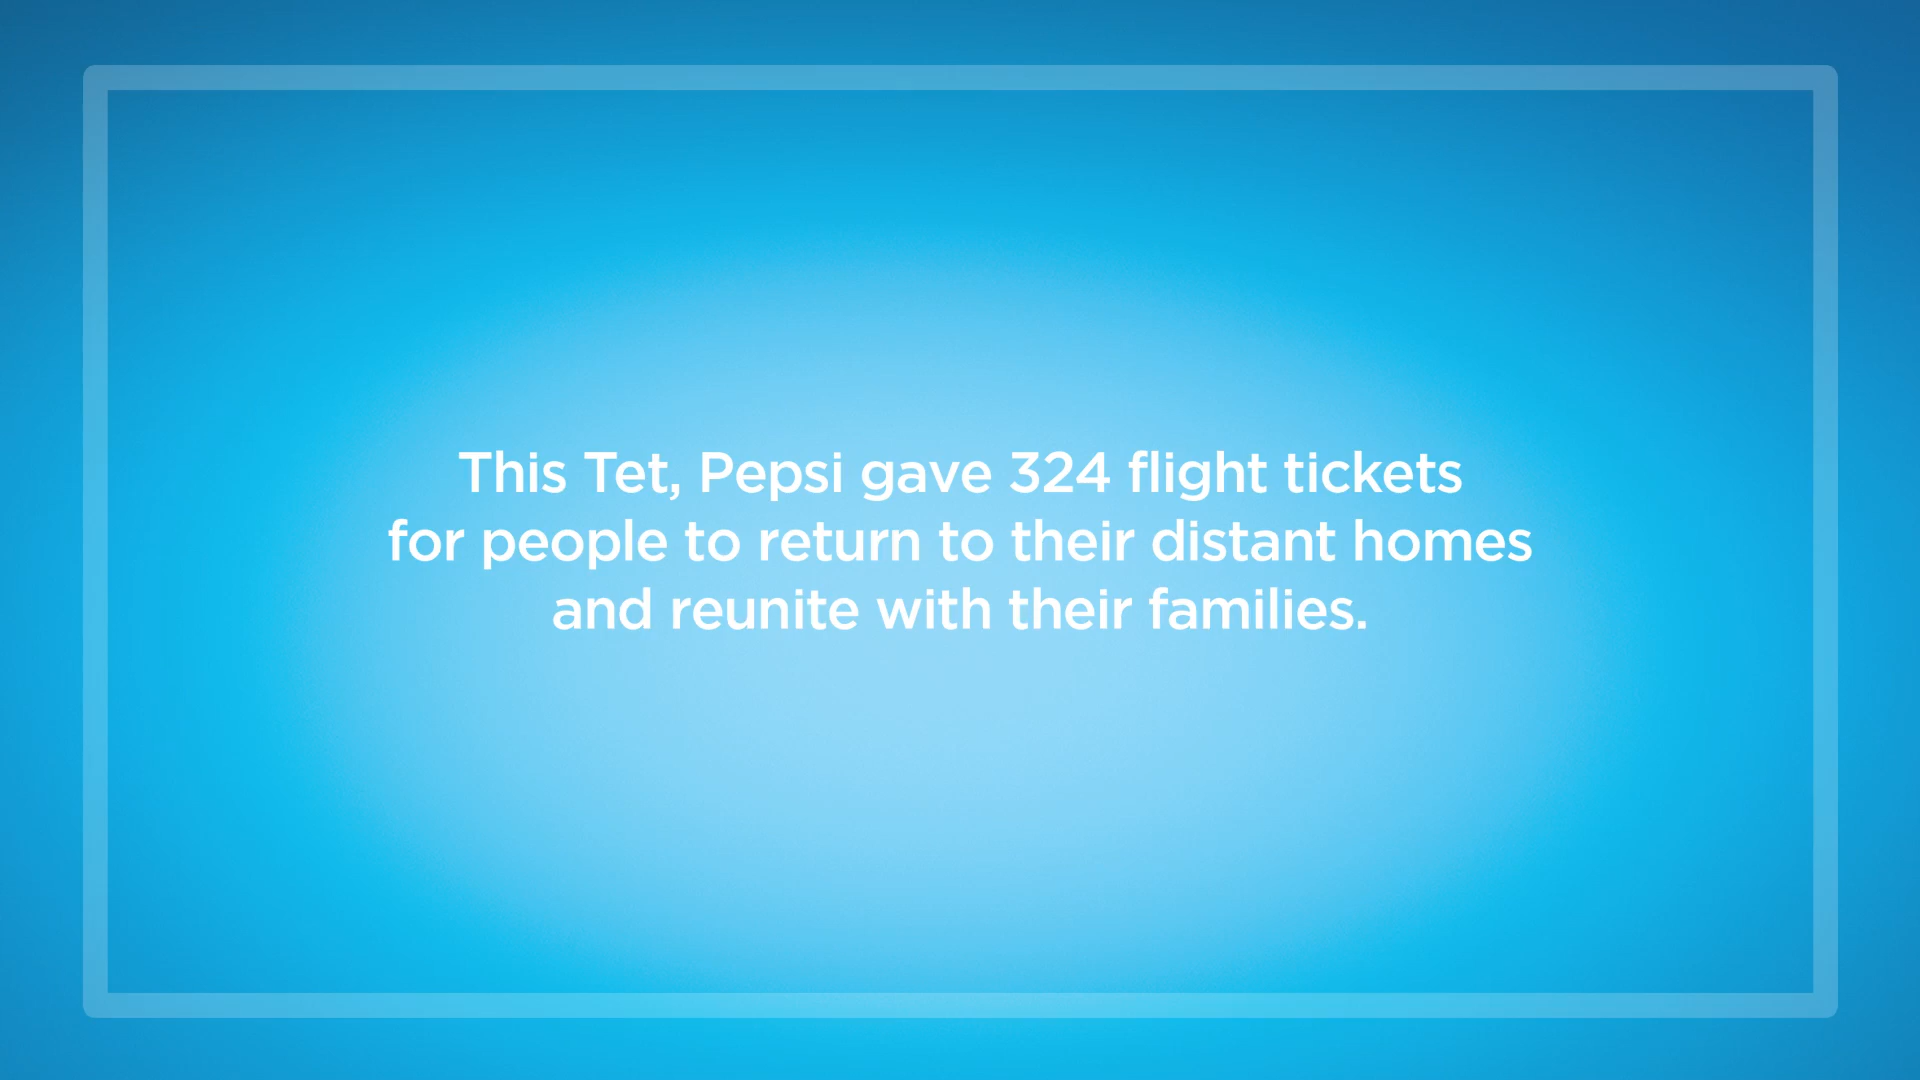 This Tet, Pepsi gave 324 flight tickets
for people to return to their distant homes
and reunite with their families.